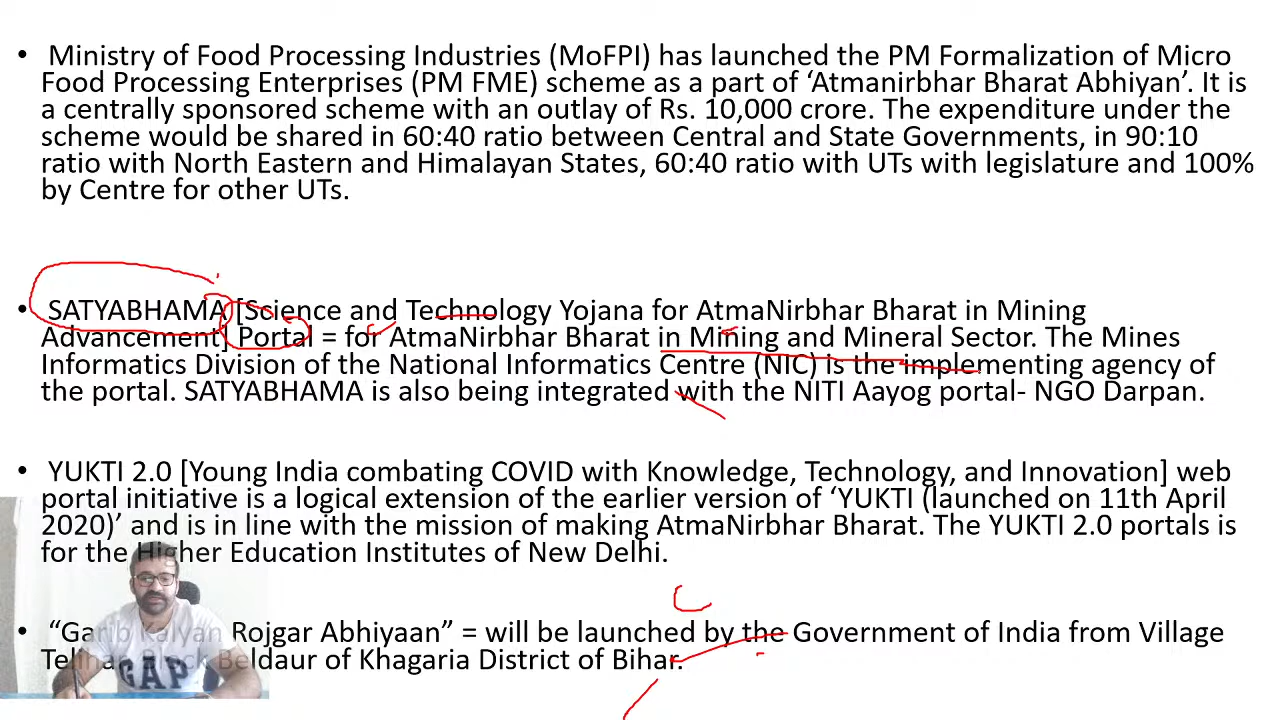 • Ministry of Food Processing Industries (MoFPI) has launched the PM Formalization of Micro
Food Processing Enterprises (PM FME) scheme as a part of ‘Atmanirbhar Bharat Abhiyan’. It is
a centrally sponsored scheme with an outlay of Rs. 10,000 crore. The expenditure under the
scheme would be shared in 60:40 ratio between Central and State Governments, in 90:10
ratio with North Eastern and Himalayan States, 60:40 ratio with UTs with legislature and 100%
by Centre for other UTs.
• SATYABHAMA [Science and Technology Yojana for AtmaNirbhar Bharat in Mining
Advancement] Portal = for AtmaNirbhar Bharat in Mining and Mineral Sector. The Mines
Informatics Division of the National Informatics Centre (NIC) is the implementing agency of
the portal. SATYABHAMA is also being integrated with the NITI Aayog portal- NGO Darpan.
• YUKTI 2.0 [Young India combating COVID with Knowledge, Technology, and Innovation] web
portal initiative is a logical extension of the earlier version of ‘YUKTI (launched on 11th April
2020)’ and is in line with the mission of making AtmaNirbhar Bharat. The YUKTI 2.0 portals is
for the Higher Education Institutes of New Delhi.
• “Garib Kalyan Rojgar Abhiyaan” = will be launched by the Government of India from Village
Block Beldaur of Khagaria District of Bihar.
GAP